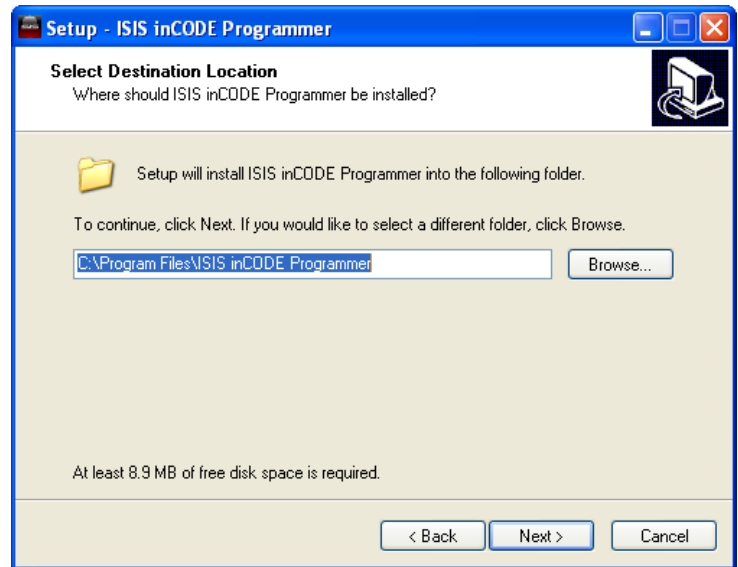 Setup - ISIS inCODE Programmer
Select Destination Location
Where should ISIS inCODE Programmer be installed?
Setup will install ISIS inCODE Programmer into the following folder.
To continue, click Next. If you would like to select a different folder, click Browse.
C:\Program Files\ISIS inCODE Programmer
Browse...
At least 8.9 MB of free disk space is required.
< Back Next > Cancel